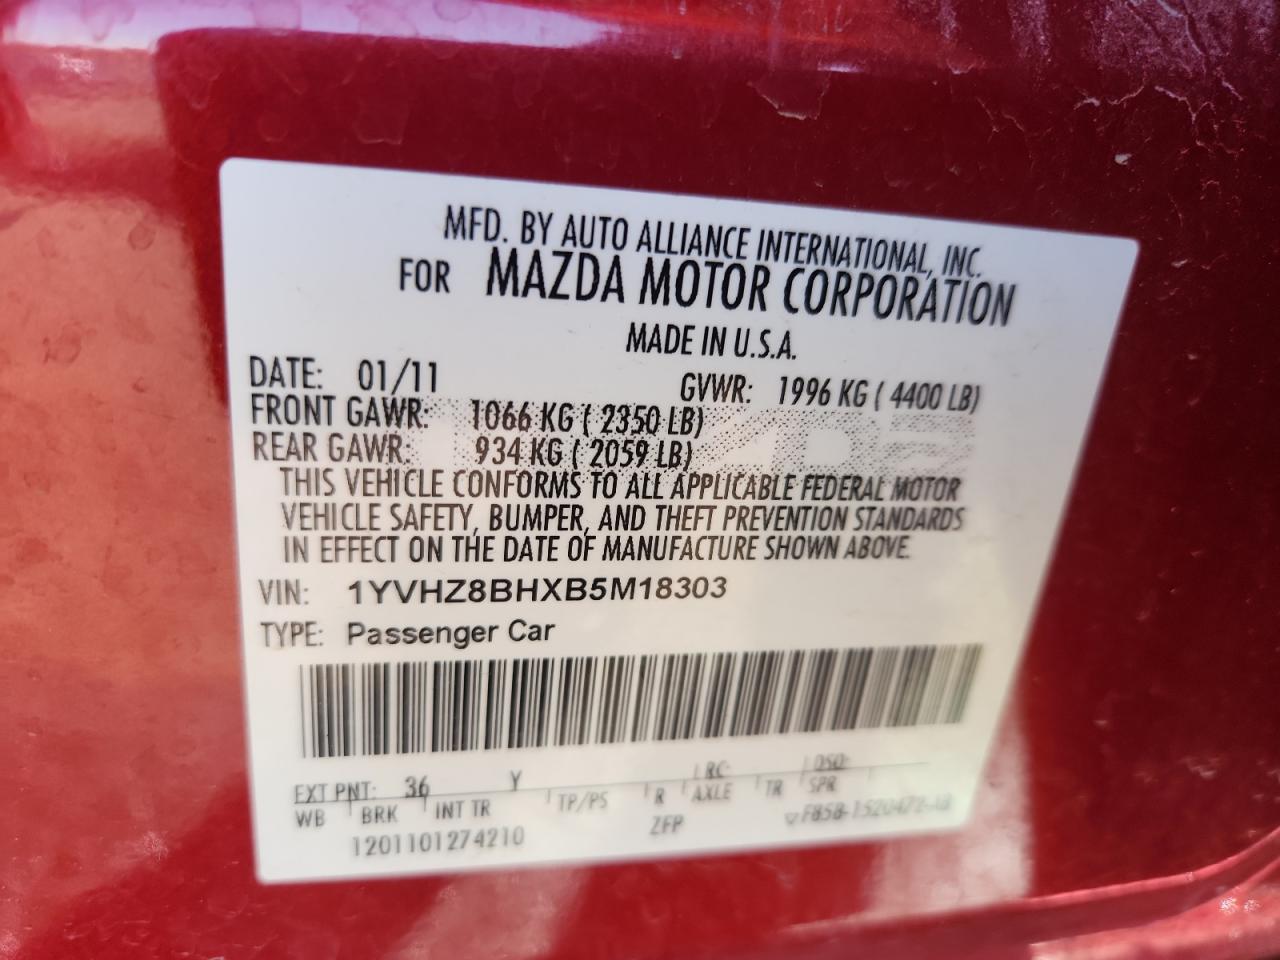 MFD. BY AUTO ALLIANCE INTERNATIONAL, INC.
FOR MAZDA MOTOR CORPORATION
MADE IN U.S.A.
DATE: 01/11 GVWR: 1996 KG ( 4400 LB)
FRONT GAWR: 1066 KG ( 2350 LB)
REAR GAWR: 934 KG ( 2059 LB)
THIS VEHICLE CONFORMS TO ALL APPLICABLE FEDERAL MOTOR
VEHICLE SAFETY, BUMPER, AND THEFT PREVENTION STANDARDS
IN EFFECT ON THE DATE OF MANUFACTURE SHOWN ABOVE.
VIN: 1YVHZ8BHXB5M18303
TYPE: Passenger Car
EXT PNT: 36 Y RC: DSO:
WB BRK INT TR TP/PS R AXLE TR SPR
1201101274210 ZFP